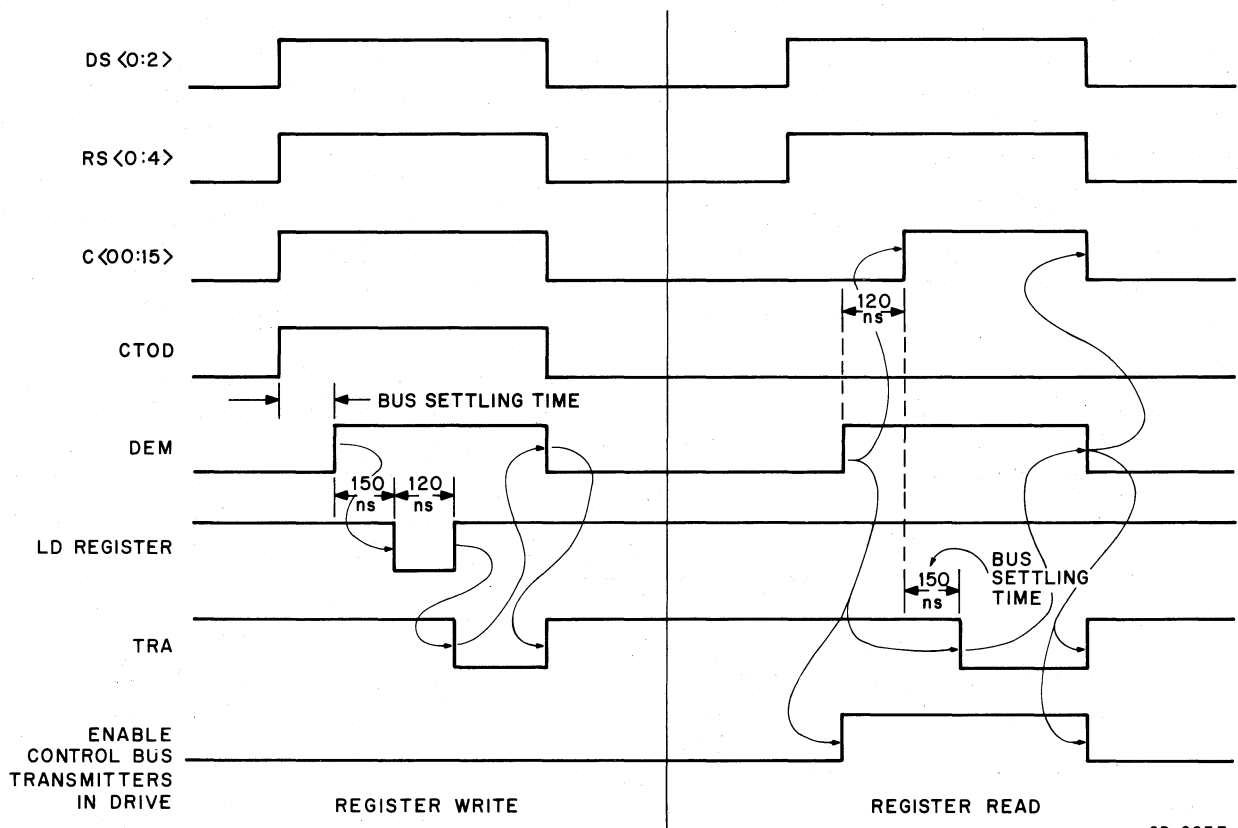 DS<0:2>
RS<0:4>
C<00:15>
120
ns
CTOD
BUS SETTLING TIME
DEM
150
ns
120
ns
LD REGISTER
150
ns
BUS
SETTLING
TIME
TRA
ENABLE
CONTROL BUS
TRANSMITTERS
IN DRIVE
REGISTER WRITE
REGISTER READ